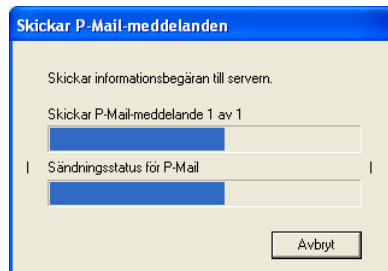 Skickar P-Mail-meddelanden
Skickar informationsbegäran till servern.
Skickar P-Mail-meddelande 1 av 1
Sändningsstatus för P-Mail
Avbryt